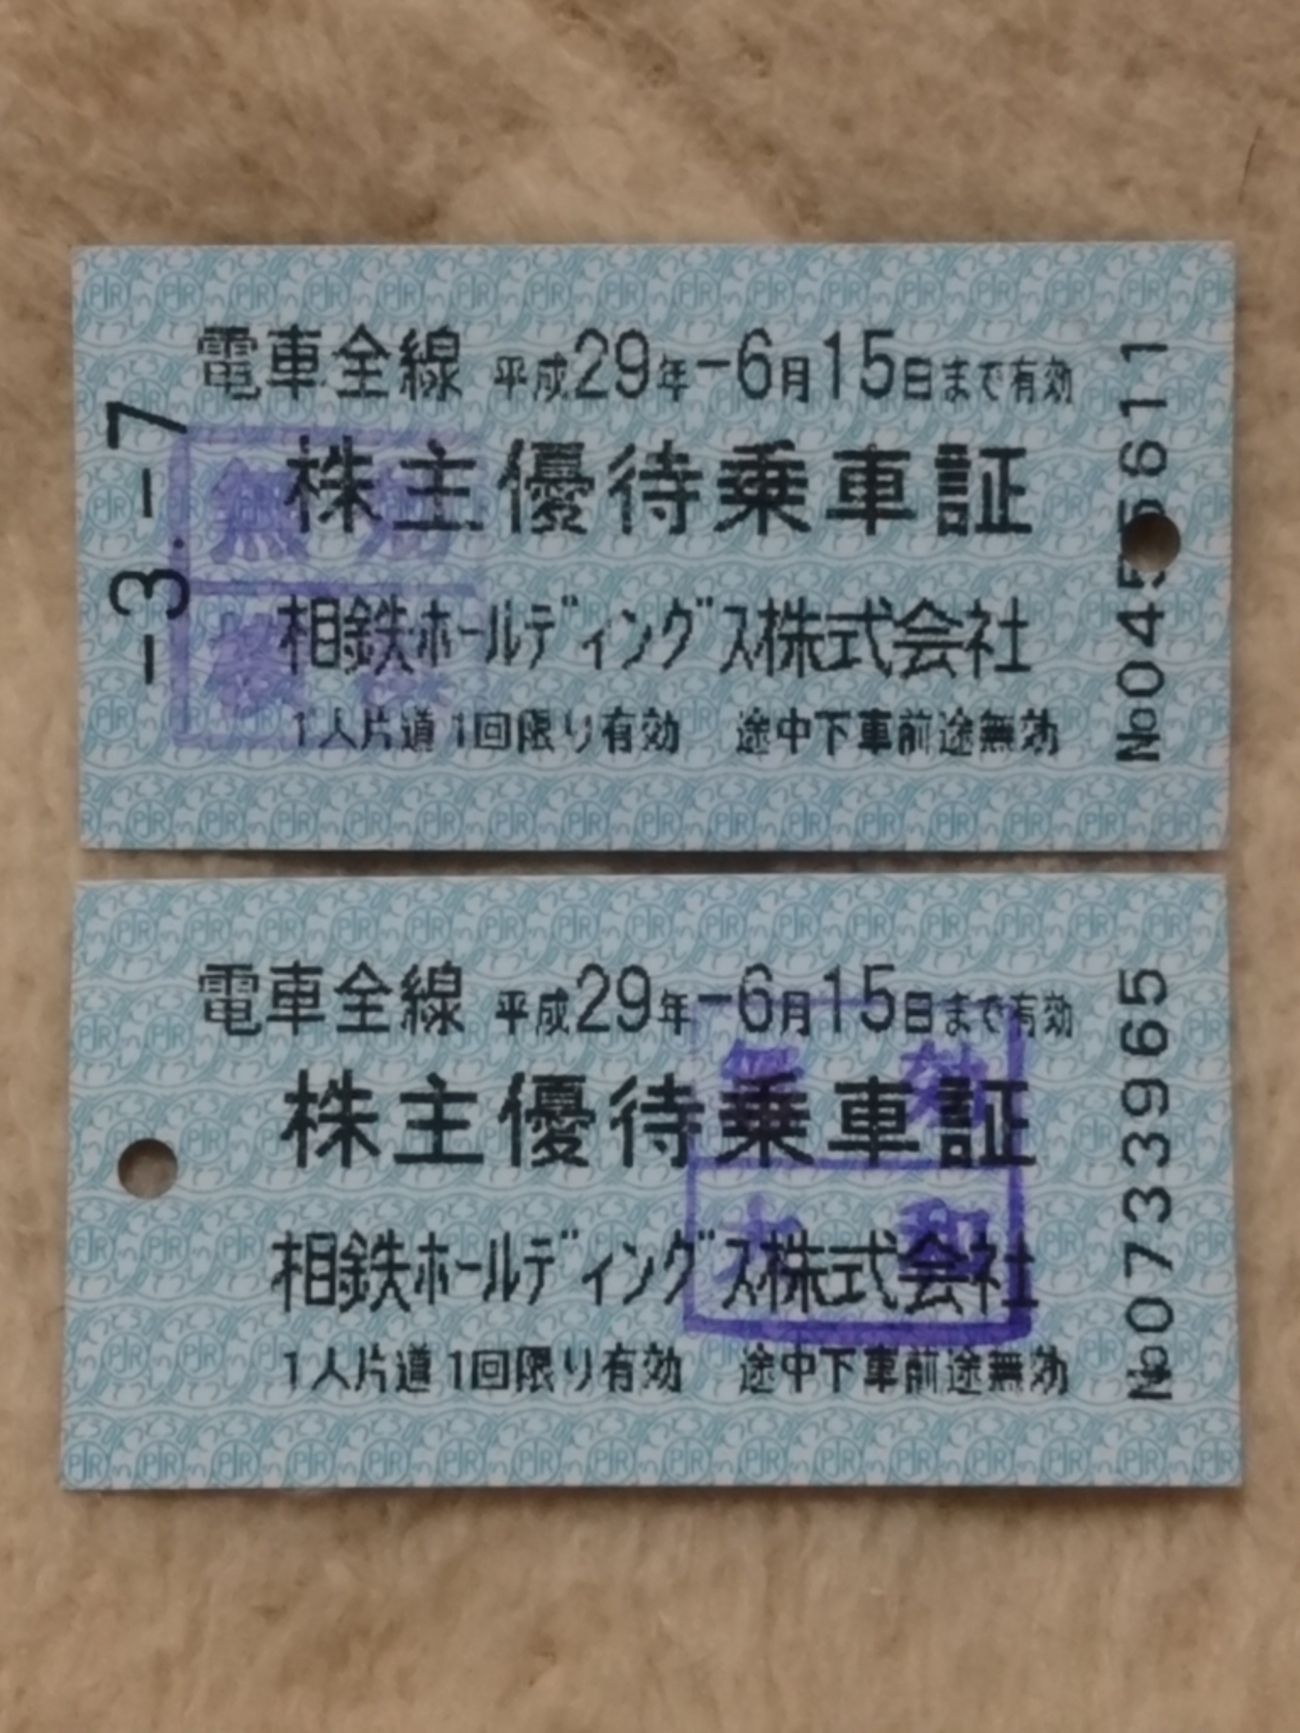 電車全線 平成29年-6月15日まで有効
株主優待乗車証
相鉄ホールディングス株式会社
1人片道1回限り有効 途中下車前途無効
-3.-7
無効
電車全線 平成29年-6月15日まで有効
株主優待乗車証
相鉄ホールディングス株式会社
1人片道1回限り有効 途中下車前途無効
No07333965
無効
大和